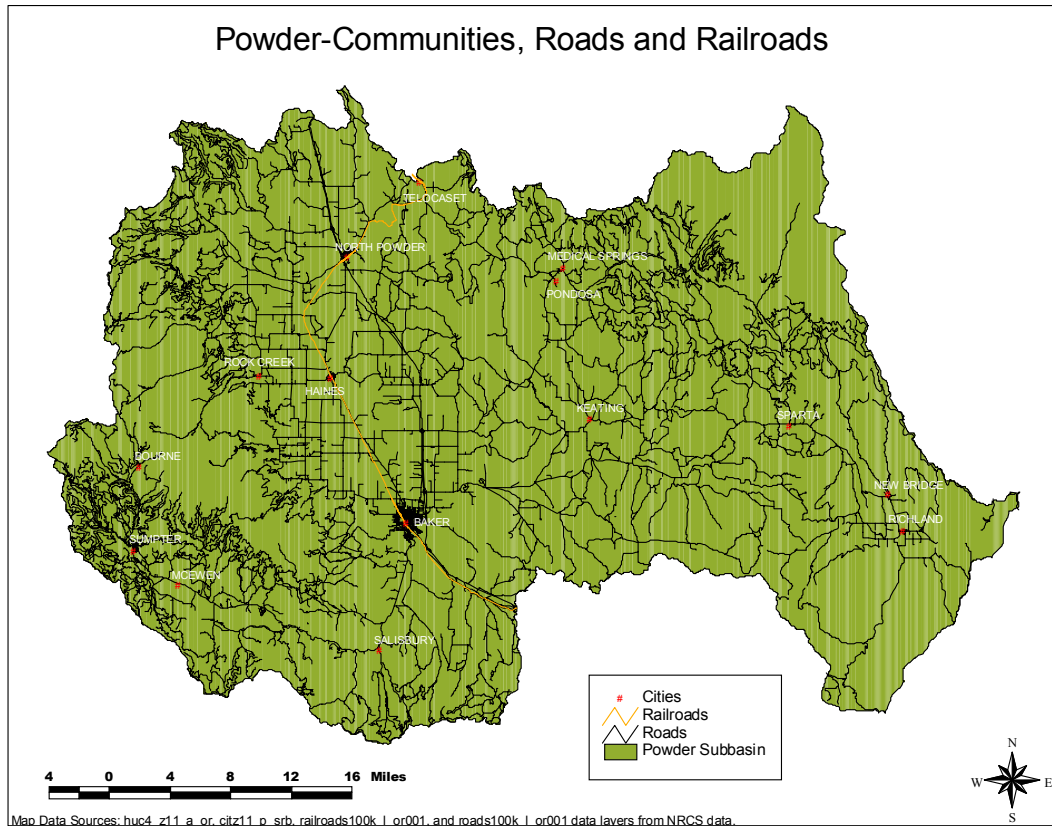 Powder-Communities, Roads and Railroads
TELOCASET
NORTH POWDER
MEDICAL SPRINGS
PONDOSA
ROCK CREEK
HAINES
KEATING
SPARTA
BOURNE
NEW BRIDGE
BAKER
RICHLAND
SUMPTER
MCEWEN
SALISBURY
# Cities
Railroads
Roads
Powder Subbasin
4 0 4 8 12 16 Miles
N
W E
S
Map Data Sources: huc4_z11_a_or, citz11_p_srb, railroads100k_l_or001, and roads100k_l_or001 data layers from NRCS data.